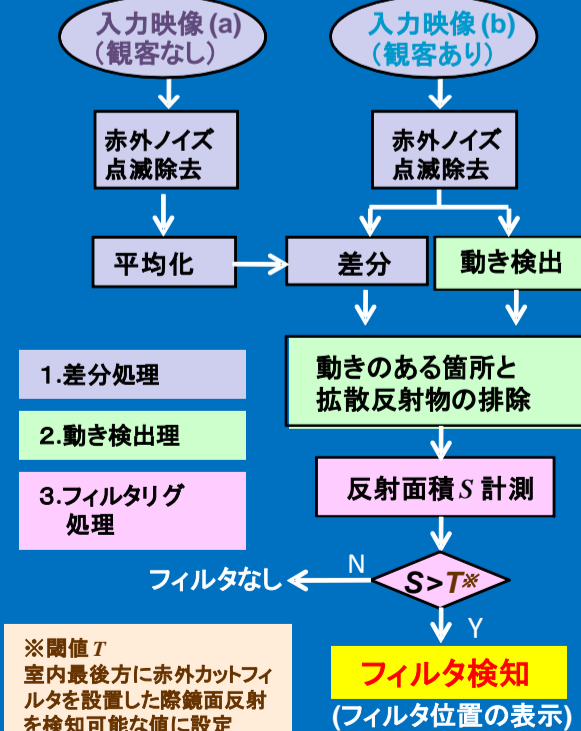 入力映像(a)
（観客なし）
入力映像(b)
（観客あり）
赤外ノイズ
点滅除去
赤外ノイズ
点滅除去
平均化
差分
動き検出
1.差分処理
2.動き検出理
3.フィルタリグ
処理
動きのある箇所と
拡散反射物の排除
反射面積S計測
S>T※
N
フィルタなし
Y
フィルタ検知
(フィルタ位置の表示)
※閾値T
室内最後方に赤外カットフィ
ルタを設置した際鏡面反射
を検知可能な値に設定